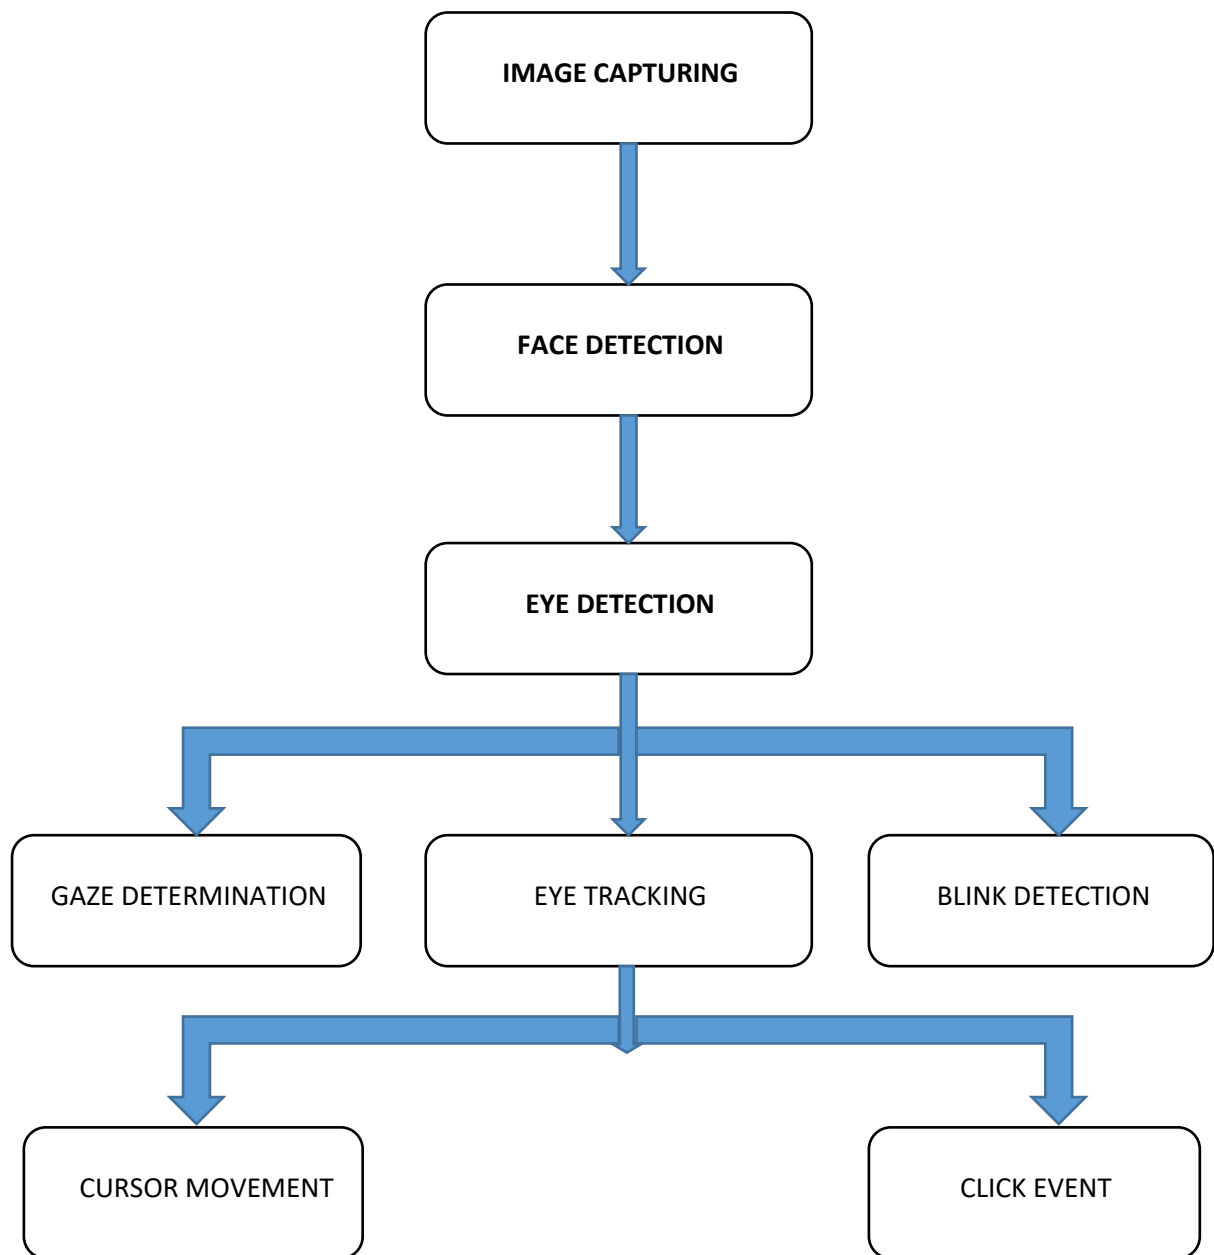 IMAGE CAPTURING
FACE DETECTION
EYE DETECTION
GAZE DETERMINATION
EYE TRACKING
BLINK DETECTION
CURSOR MOVEMENT
CLICK EVENT